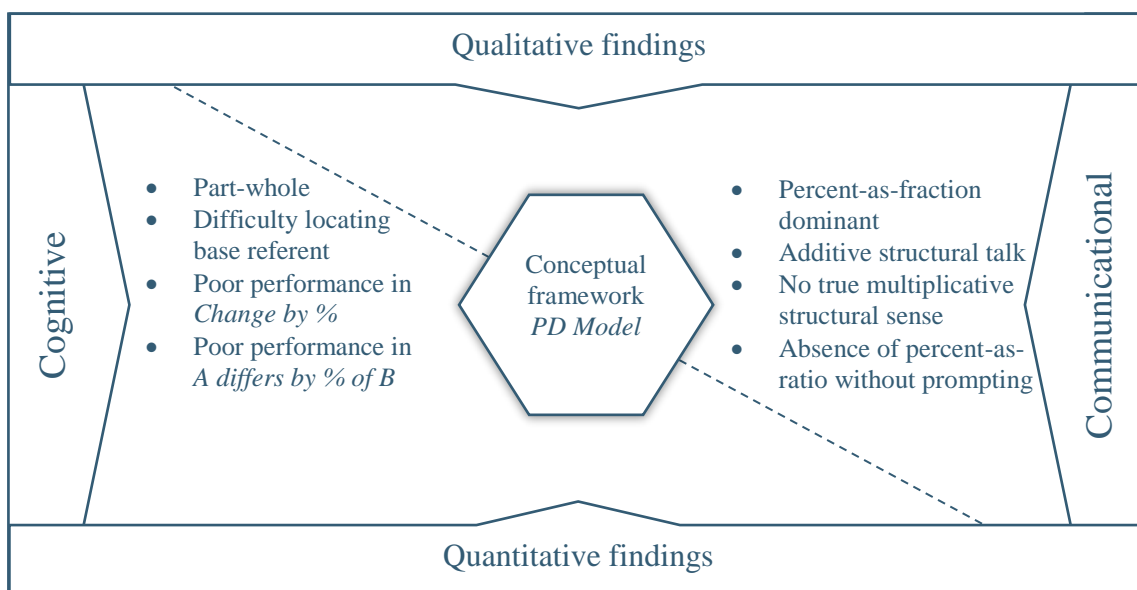 Qualitative findings
Cognitive
• Part-whole
• Difficulty locating
base referent
• Poor performance in
Change by %
• Poor performance in
A differs by % of B
Conceptual
framework
PD Model
• Percent-as-fraction
dominant
• Additive structural talk
• No true multiplicative
structural sense
• Absence of percent-as-
ratio without prompting
Communicational
Quantitative findings